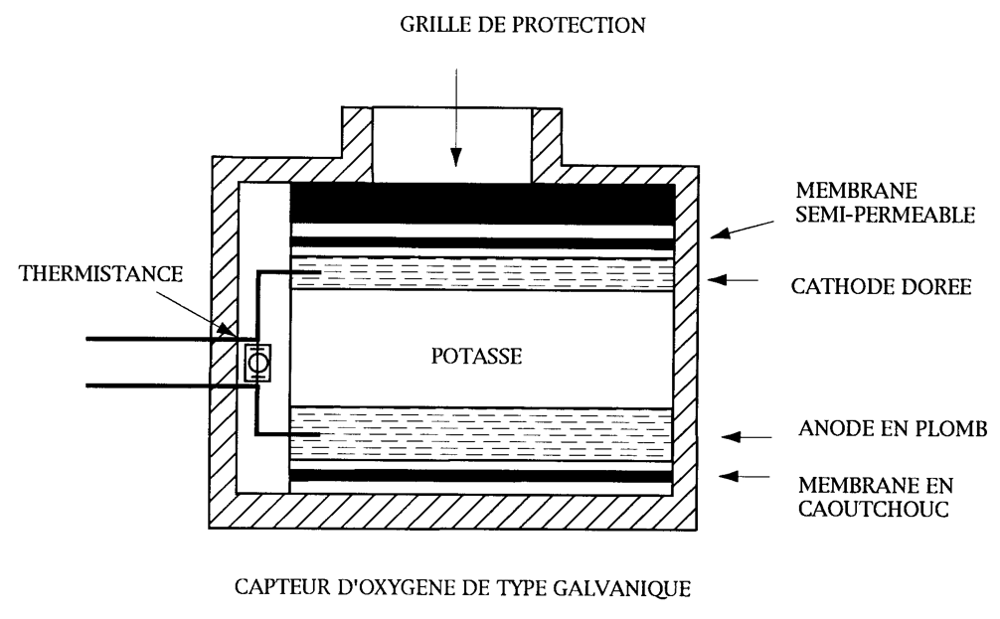 GRILLE DE PROTECTION
MEMBRANE
SEMI-PERMEABLE
THERMISTANCE
CATHODE DOREE
POTASSE
ANODE EN PLOMB
MEMBRANE EN
CAOUTCHOUC
CAPTEUR D'OXYGENE DE TYPE GALVANIQUE